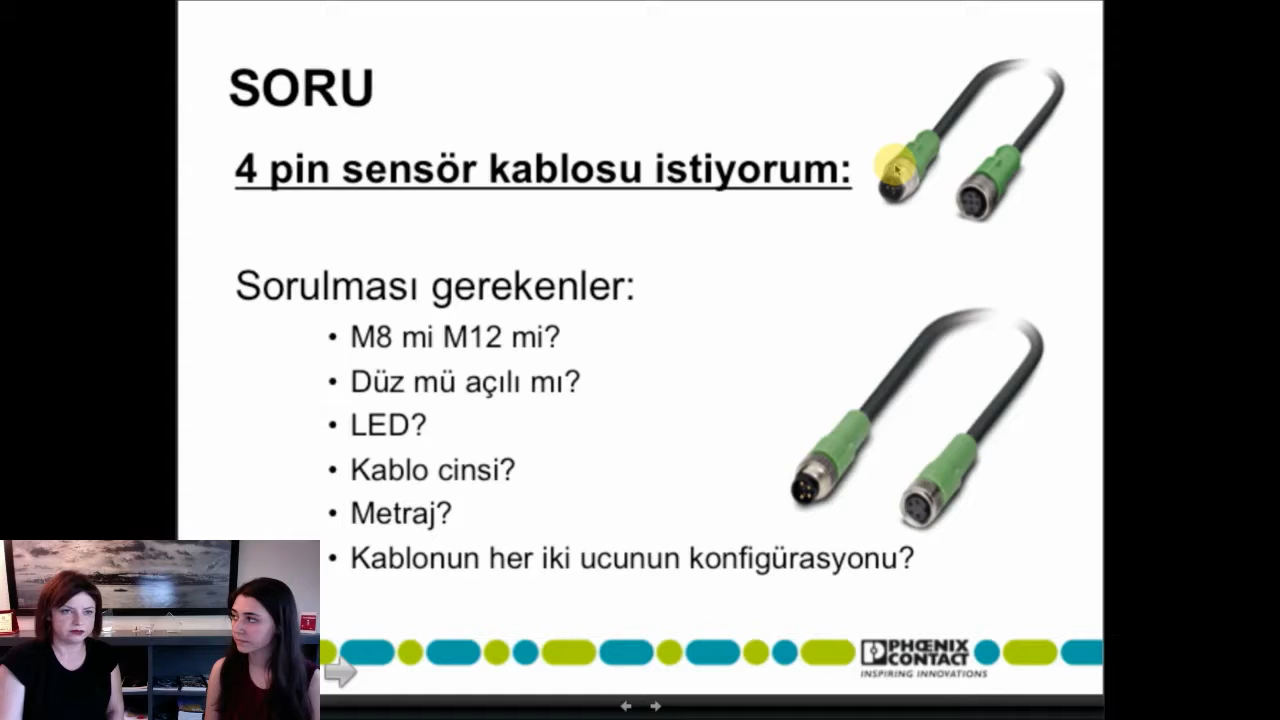 SORU
4 pin sensör kablosu istiyorum:
Sorulması gerekenler:
• M8 mi M12 mi?
• Düz mü açılı mı?
• LED?
• Kablo cinsi?
• Metraj?
• Kablonun her iki ucunun konfigürasyonu?
PHŒNIX
CONTACT
INSPIRING INNOVATIONS